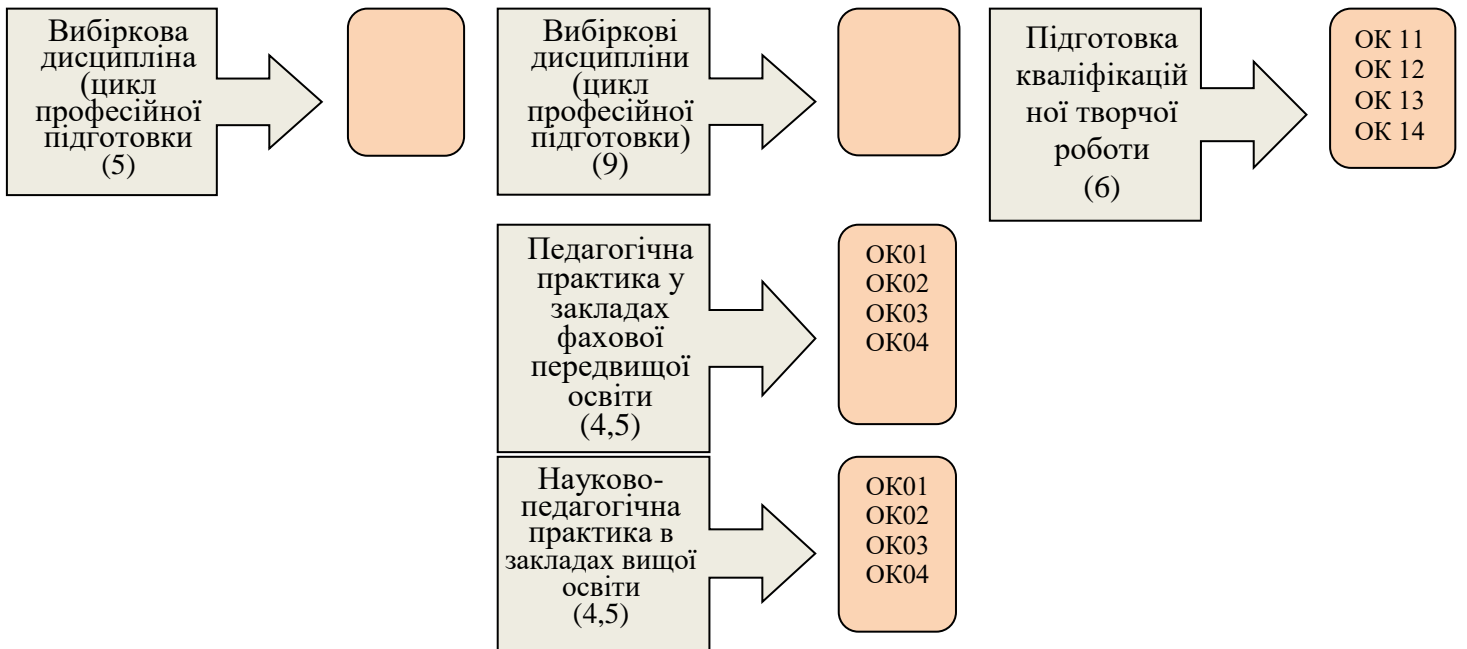 Вибіркова
дисципліна
(цикл
професійної
підготовки
(5)
Вибіркові
дисципліни
(цикл
професійної
підготовки)
(9)
Підготовка
кваліфікацій
ної творчої
роботи
(6)
ОК 11
ОК 12
ОК 13
ОК 14
Педагогічна
практика у
закладах
фахової
передвищої
освіти
(4,5)
ОК01
ОК02
ОК03
ОК04
Науково-
педагогічна
практика в
закладах вищої
освіти
(4,5)
ОК01
ОК02
ОК03
ОК04